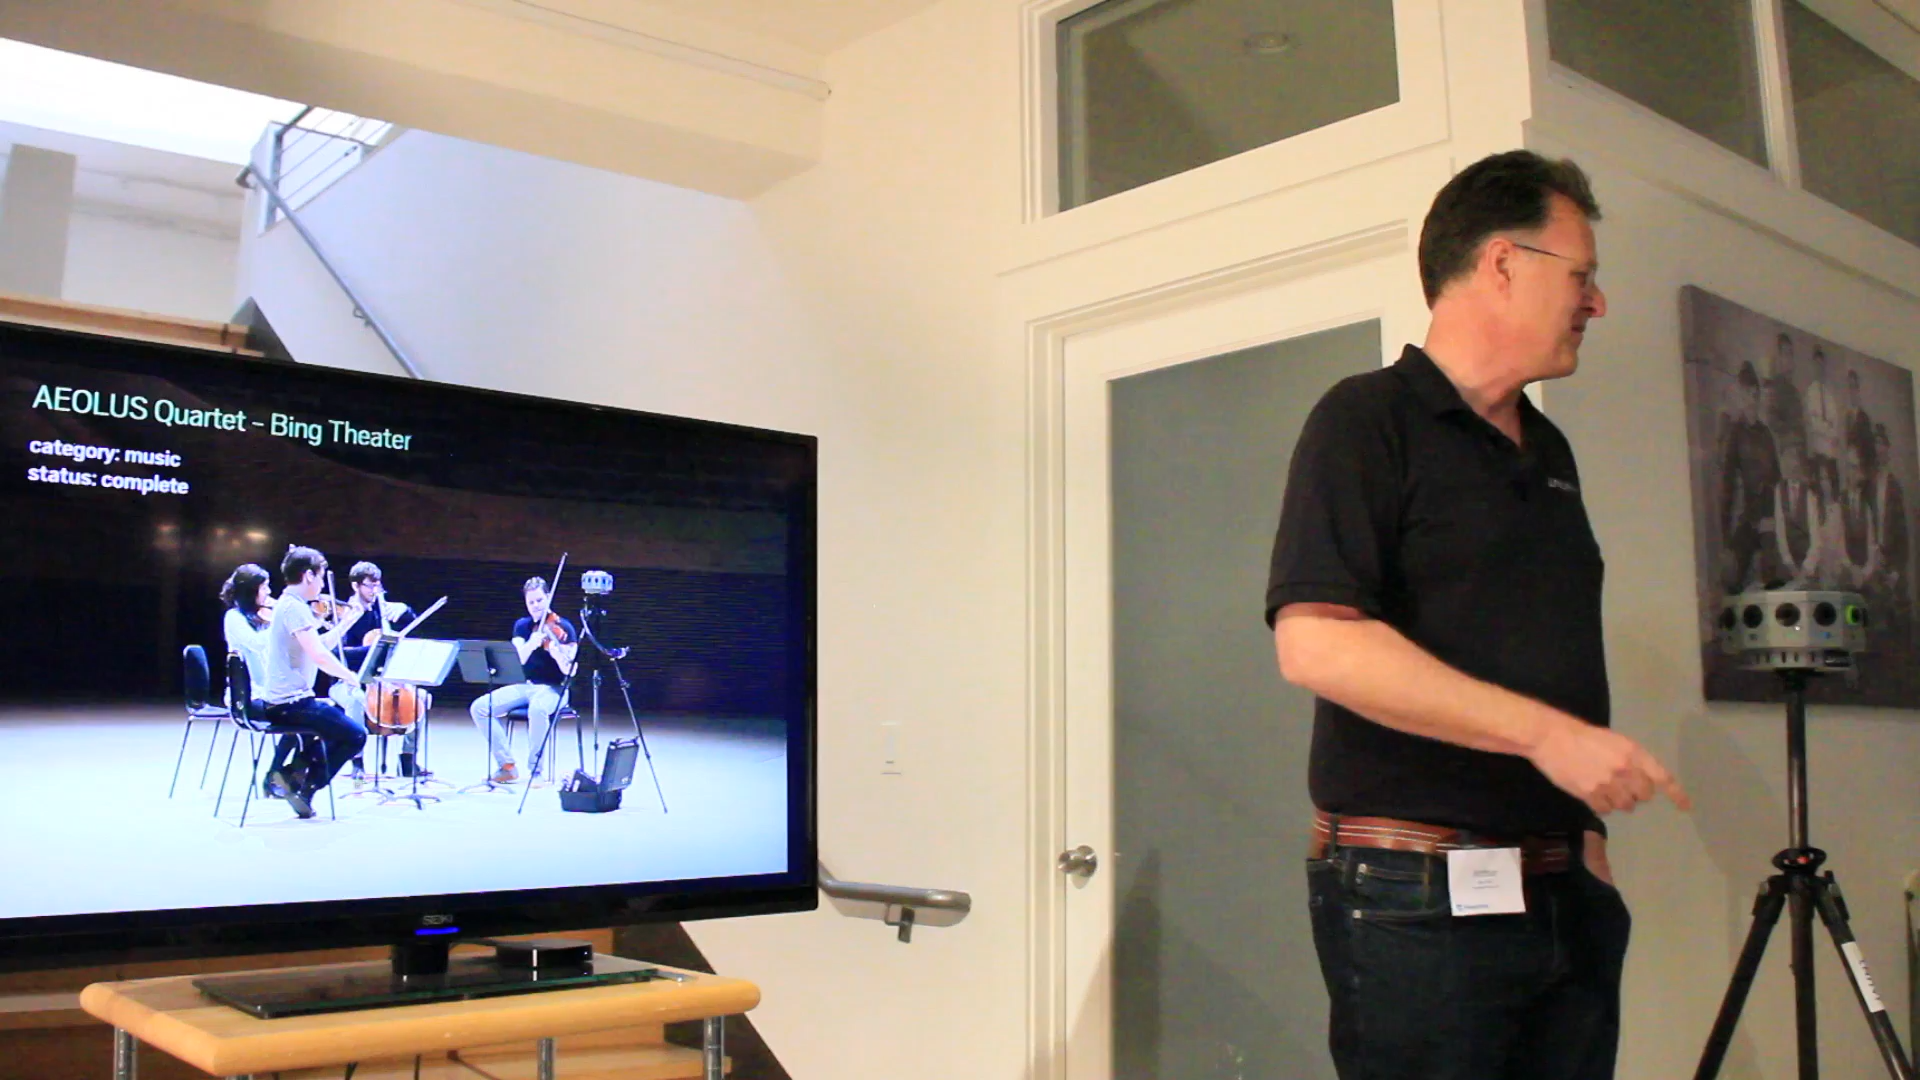 AEOLUS Quartet – Bing Theater
category: music
status: complete
SEIKI